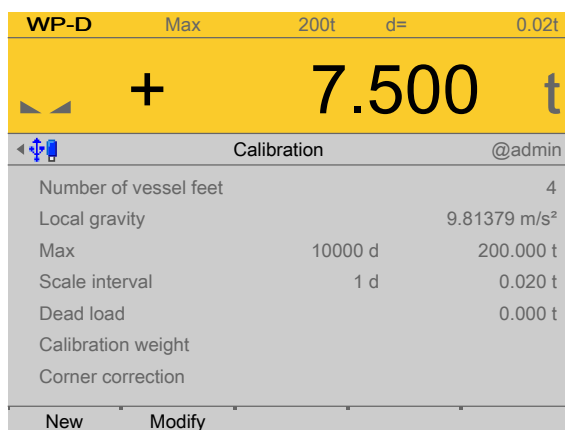 WP-D Max 200t d= 0.02t
+ 7.500 t
Calibration @admin
Number of vessel feet 4
Local gravity 9.81379 m/s²
Max 10000 d 200.000 t
Scale interval 1 d 0.020 t
Dead load 0.000 t
Calibration weight
Corner correction
New Modify